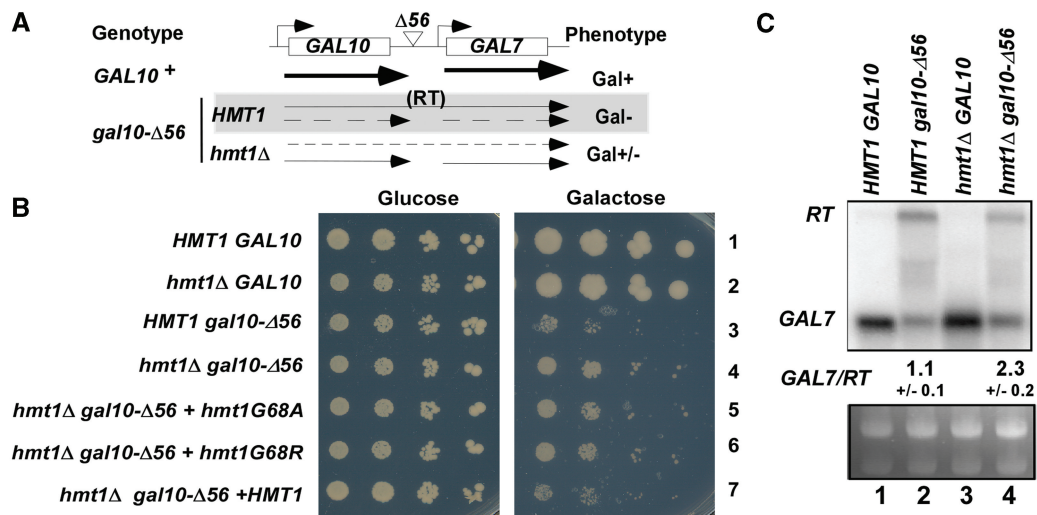 A
Genotype
Δ56
GAL10
GAL7
Phenotype
GAL10 +
Gal+
(RT)
gal10-Δ56
HMT1
Gal-
hmt1Δ
Gal+/-
B
Glucose
Galactose
HMT1 GAL10
1
hmt1Δ GAL10
2
HMT1 gal10-Δ56
3
hmt1Δ gal10-Δ56
4
hmt1Δ gal10-Δ56 + hmt1G68A
5
hmt1Δ gal10-Δ56 + hmt1G68R
6
hmt1Δ gal10-Δ56 +HMT1
7
C
HMT1 GAL10
HMT1 gal10-Δ56
hmt1Δ GAL10
hmt1Δ gal10-Δ56
RT
GAL7
GAL7/RT
1.1
+/- 0.1
2.3
+/- 0.2
1 2 3 4